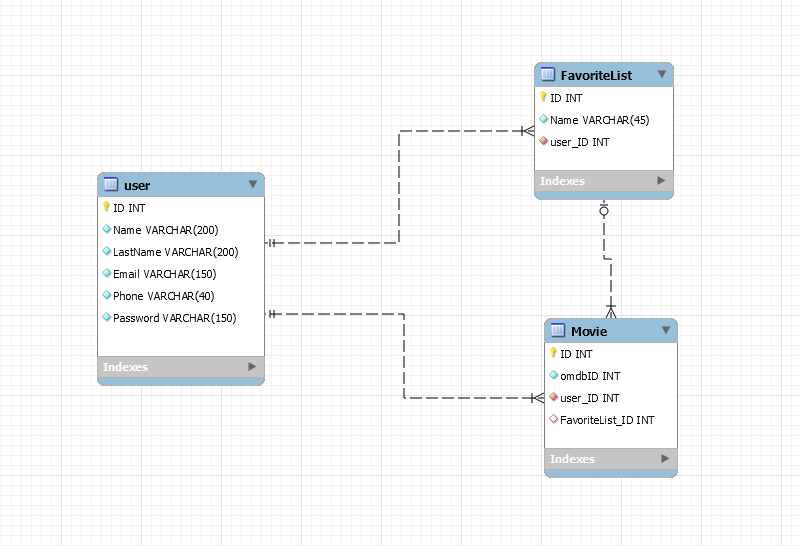 user
ID INT
Name VARCHAR(200)
LastName VARCHAR(200)
Email VARCHAR(150)
Phone VARCHAR(40)
Password VARCHAR(150)
Indexes
FavoriteList
ID INT
Name VARCHAR(45)
user_ID INT
Indexes
Movie
ID INT
omdbID INT
user_ID INT
FavoriteList_ID INT
Indexes